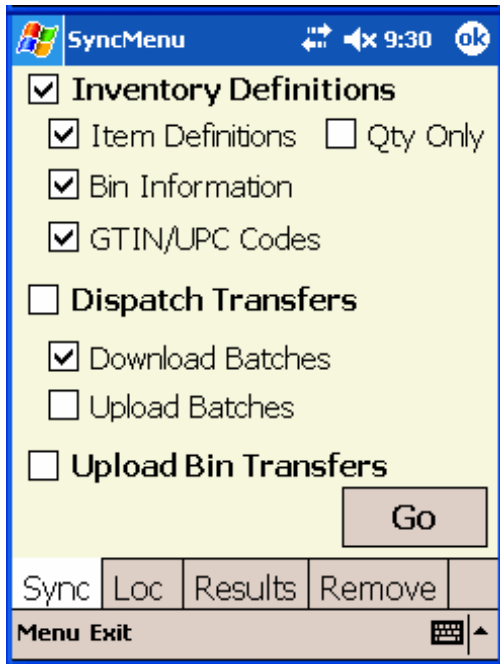 SyncMenu 9:30 ok
Inventory Definitions
Item Definitions Qty Only
Bin Information
GTIN/UPC Codes
Dispatch Transfers
Download Batches
Upload Batches
Upload Bin Transfers
Go
Sync Loc Results Remove
Menu Exit